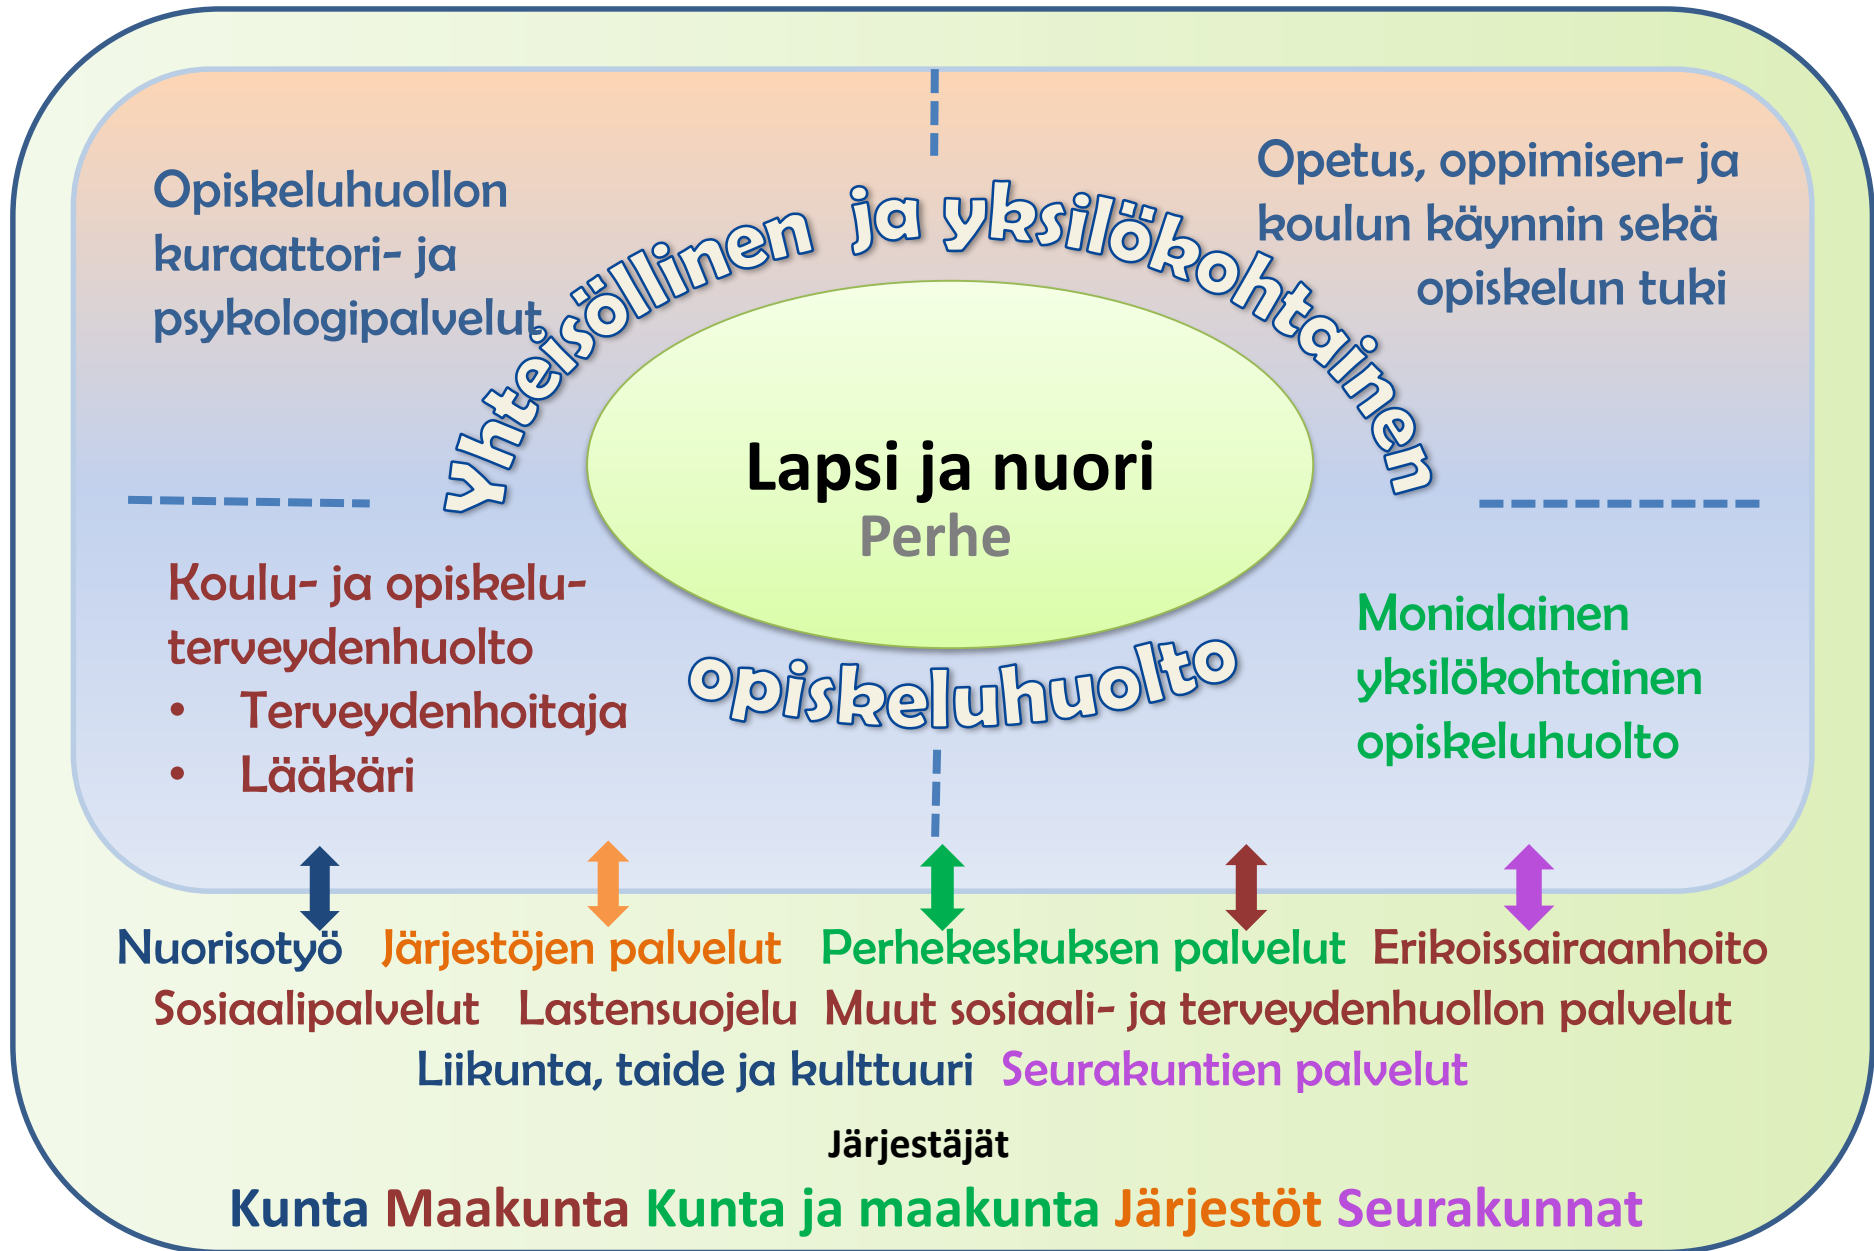 Opiskeluhuollon
kuraattori- ja
psykologipalvelut
Opetus, oppimisen- ja
koulun käynnin sekä
opiskelun tuki
Yhteisöllinen ja yksilökohtainen
Lapsi ja nuori
Perhe
opiskeluhuolto
Koulu- ja opiskelu-
terveydenhuolto
• Terveydenhoitaja
• Lääkäri
Monialainen
yksilökohtainen
opiskeluhuolto
Nuorisotyö Järjestöjen palvelut Perhekeskuksen palvelut Erikoissairaanhoito
Sosiaalipalvelut Lastensuojelu Muut sosiaali- ja terveydenhuollon palvelut
Liikunta, taide ja kulttuuri Seurakuntien palvelut
Järjestäjät
Kunta Maakunta Kunta ja maakunta Järjestöt Seurakunnat